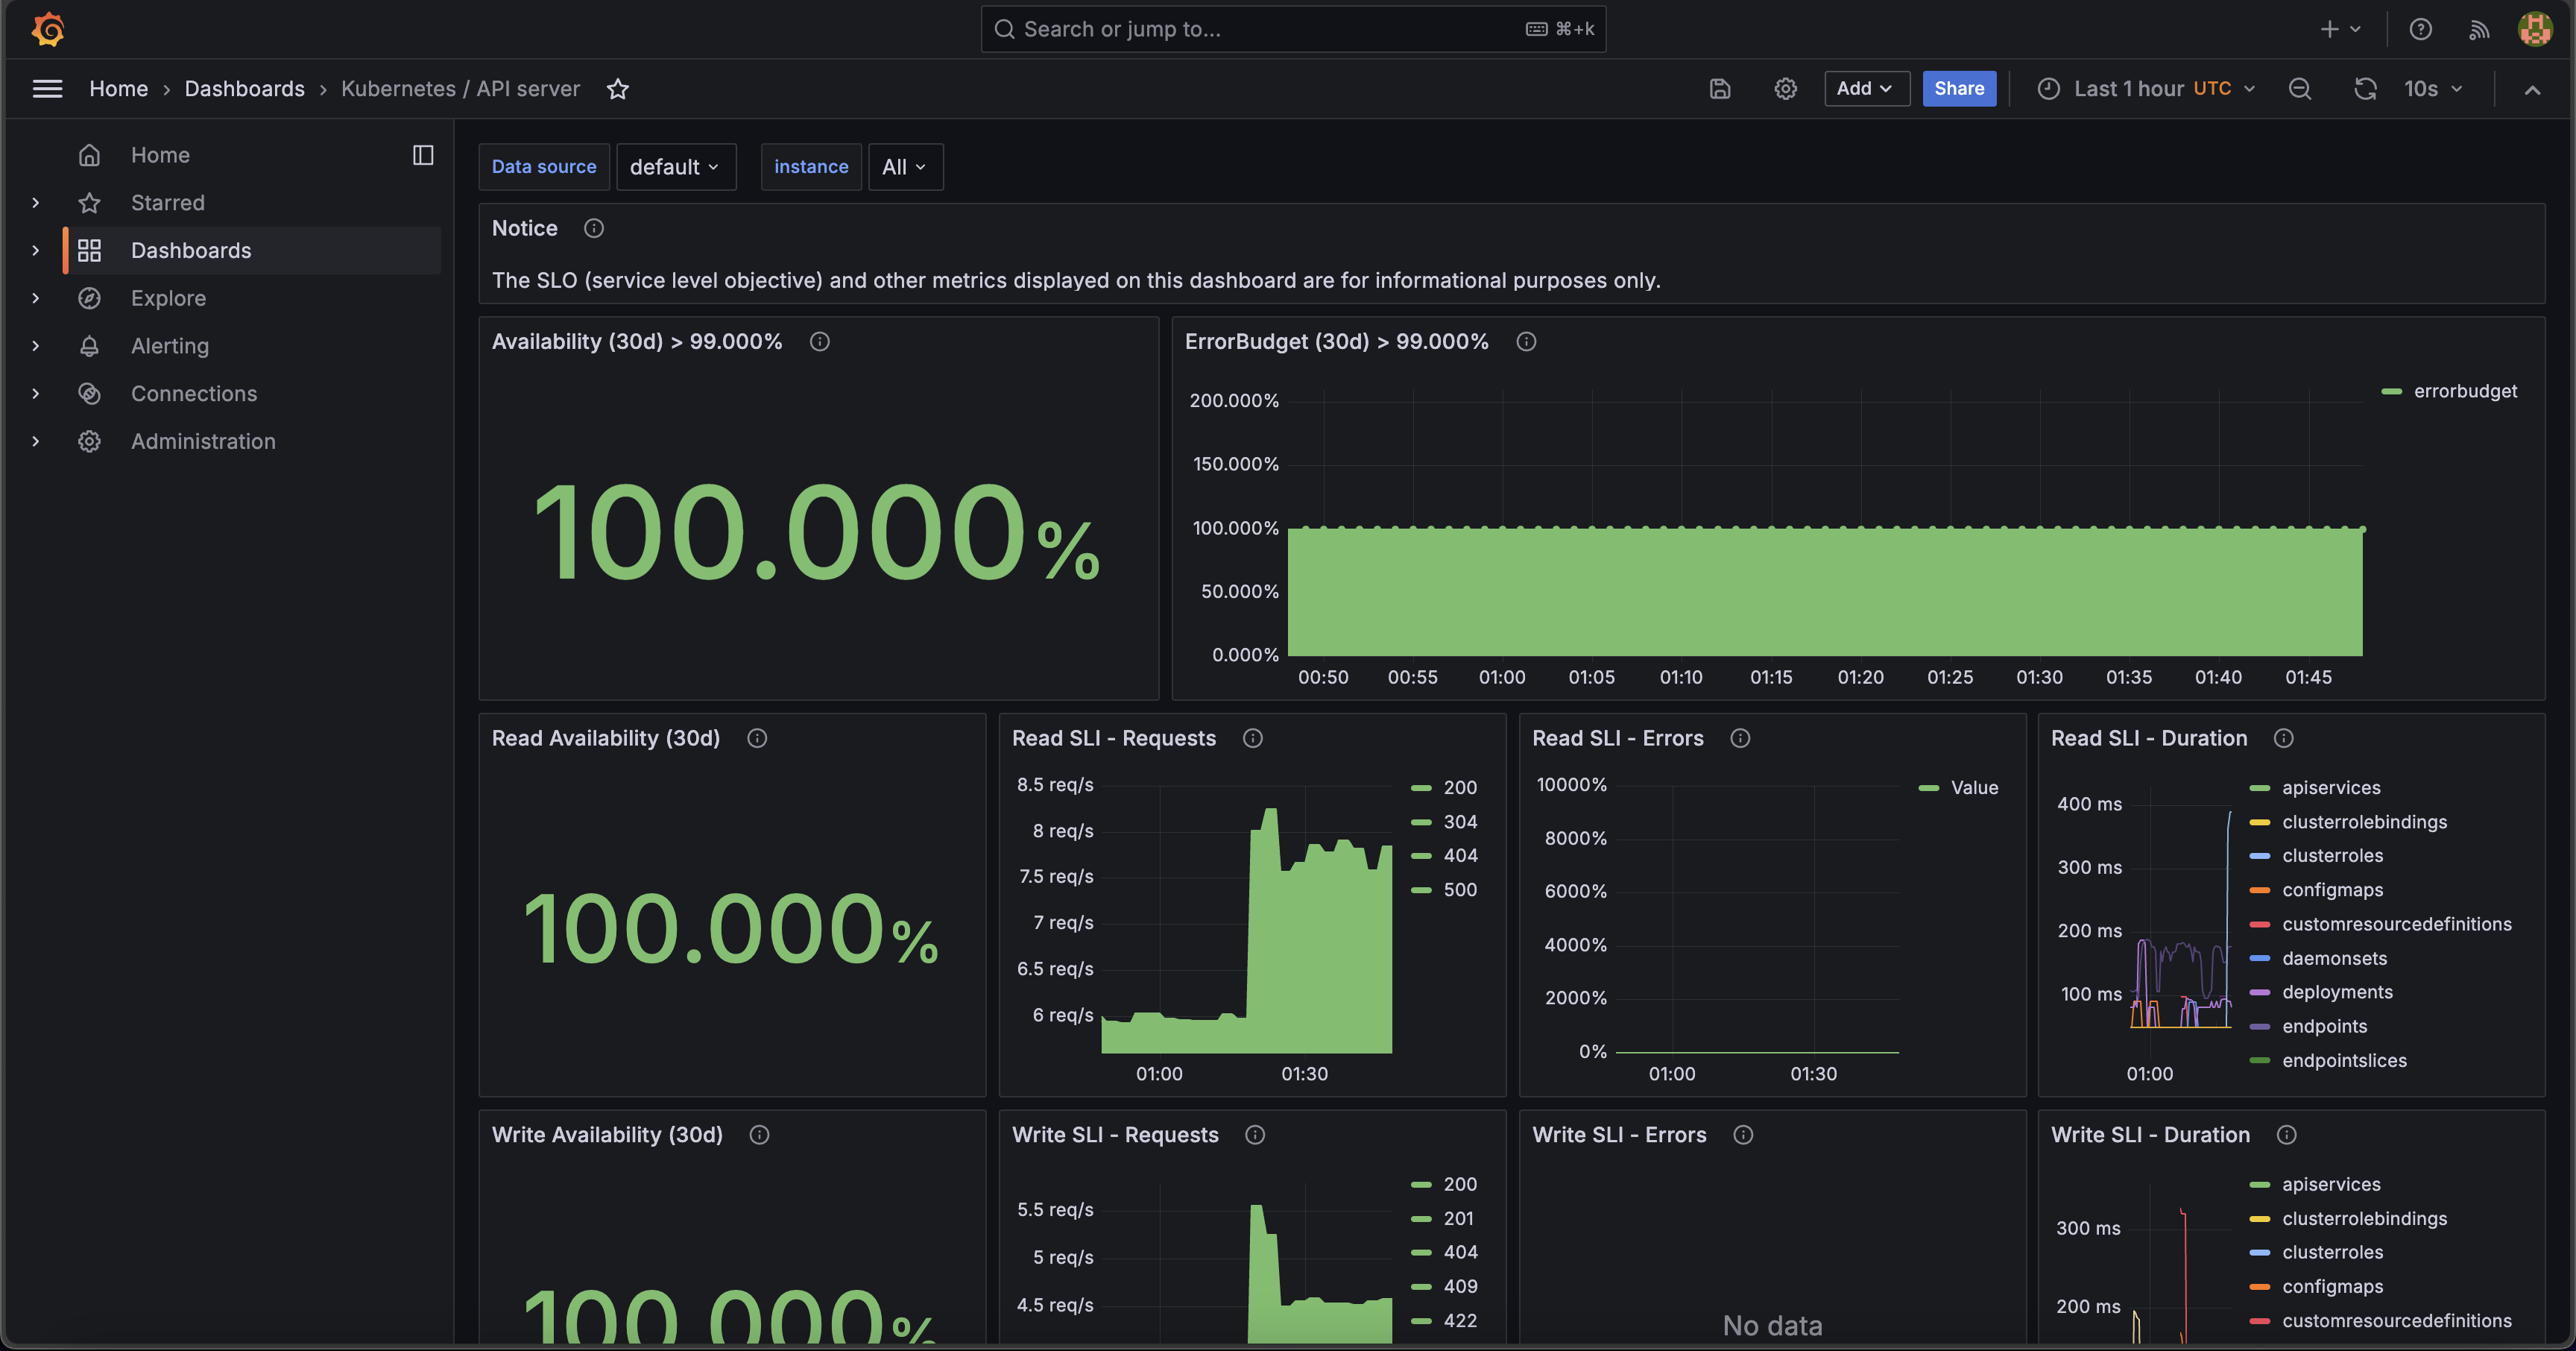 Search or jump to...
⌘+k
Home › Dashboards › Kubernetes / API server
Add
Share
Last 1 hour UTC
10s
Home
Starred
Dashboards
Explore
Alerting
Connections
Administration
Data source default
instance All
Notice
The SLO (service level objective) and other metrics displayed on this dashboard are for informational purposes only.
Availability (30d) > 99.000%
100.000%
ErrorBudget (30d) > 99.000%
200.000%
150.000%
100.000%
50.000%
0.000%
00:50 00:55 01:00 01:05 01:10 01:15 01:20 01:25 01:30 01:35 01:40 01:45
errorbudget
Read Availability (30d)
100.000%
Read SLI - Requests
8.5 req/s
8 req/s
7.5 req/s
7 req/s
6.5 req/s
6 req/s
01:00 01:30
200
304
404
500
Read SLI - Errors
10000%
8000%
6000%
4000%
2000%
0%
01:00 01:30
Value
Read SLI - Duration
400 ms
300 ms
200 ms
100 ms
01:00
apiservices
clusterrolebindings
clusterroles
configmaps
customresourcedefinitions
daemonsets
deployments
endpoints
endpointslices
Write Availability (30d)
100.000%
Write SLI - Requests
5.5 req/s
5 req/s
4.5 req/s
200
201
404
409
422
Write SLI - Errors
No data
Write SLI - Duration
300 ms
200 ms
apiservices
clusterrolebindings
clusterroles
configmaps
customresourcedefinitions